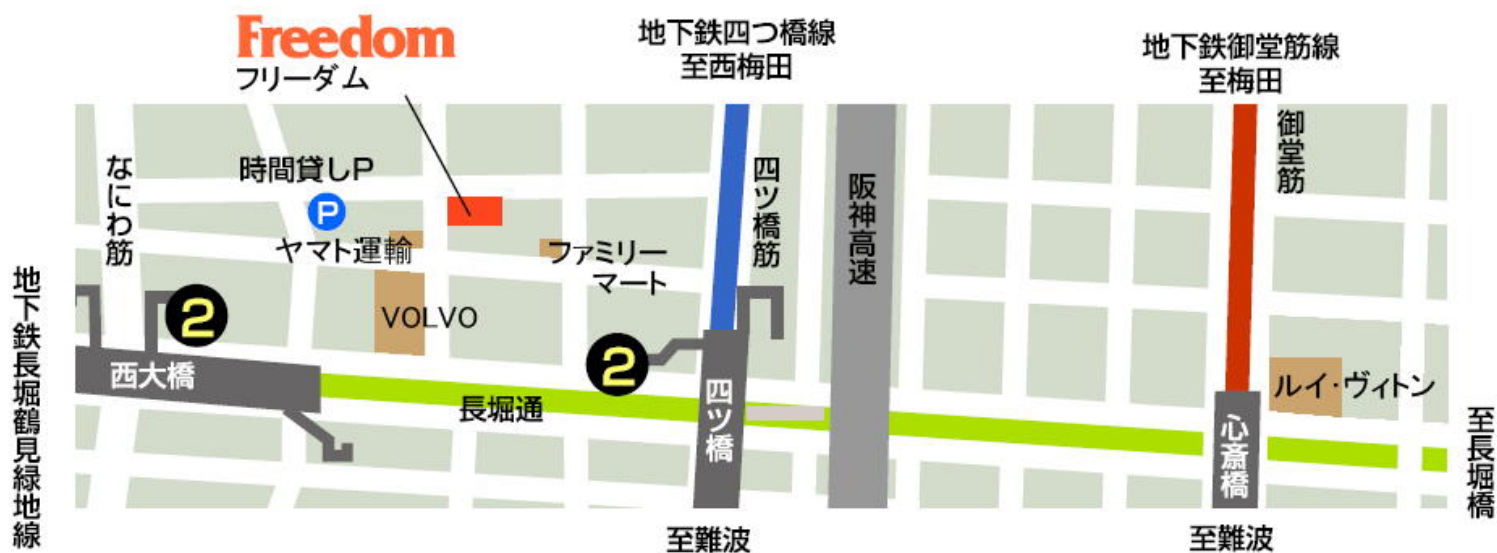 Freedom
フリーダム
地下鉄四つ橋線
至西梅田
地下鉄御堂筋線
至梅田
なにわ筋
時間貸しP
P
ヤマト運輸
VOLVO
ファミリー
マート
四ツ橋筋
阪神高速
御堂筋
地下鉄長堀鶴見緑地線
2
西大橋
長堀通
2
四ツ橋
心斎橋
ルイ・ヴィトン
至長堀橋
至難波
至難波